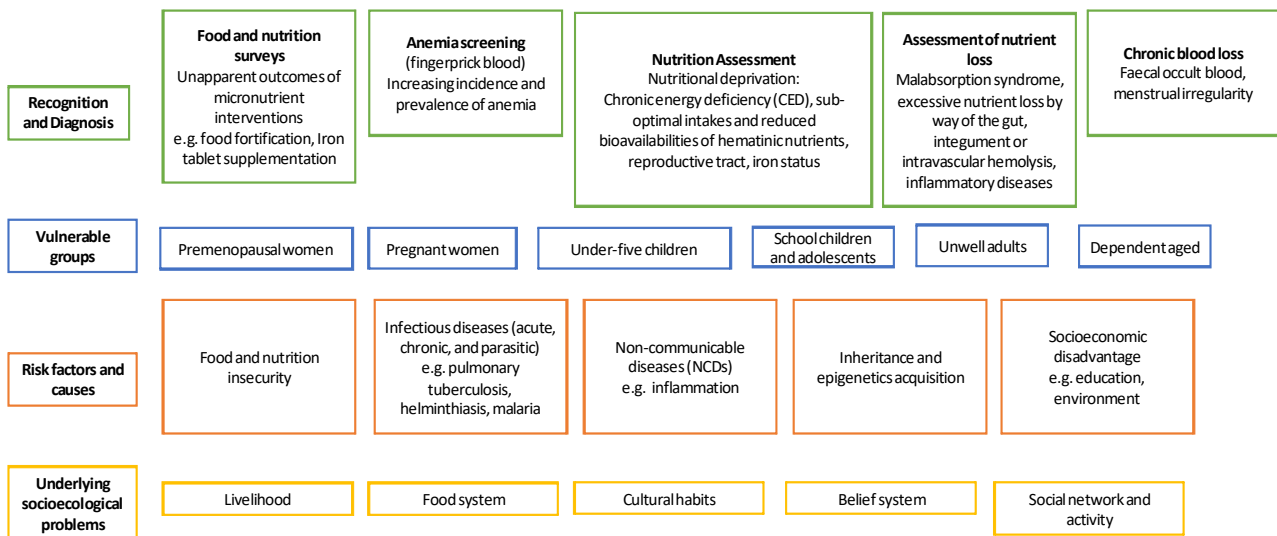 Recognition
and Diagnosis
Food and nutrition
surveys
Unapparent outcomes of
micronutrient
interventions
e.g. food fortification, Iron
tablet supplementation
Anemia screening
(fingerprick blood)
Increasing incidence and
prevalence of anemia
Nutrition Assessment
Nutritional deprivation:
Chronic energy deficiency (CED), sub-
optimal intakes and reduced
bioavailabilities of hematinic nutrients,
reproductive tract, iron status
Assessment of nutrient
loss
Malabsorption syndrome,
excessive nutrient loss by
way of the gut,
integument or
intravascular hemolysis,
inflammatory diseases
Chronic blood loss
Faecal occult blood,
menstrual irregularity
Vulnerable
groups
Premenopausal women
Pregnant women
Under-five children
School children
and adolescents
Unwell adults
Dependent aged
Risk factors and
causes
Food and nutrition
insecurity
Infectious diseases (acute,
chronic, and parasitic)
e.g. pulmonary
tuberculosis,
helminthiasis, malaria
Non-communicable
diseases (NCDs)
e.g. inflammation
Inheritance and
epigenetics acquisition
Socioeconomic
disadvantage
e.g. education,
environment
Underlying
socioecological
problems
Livelihood
Food system
Cultural habits
Belief system
Social network and
activity